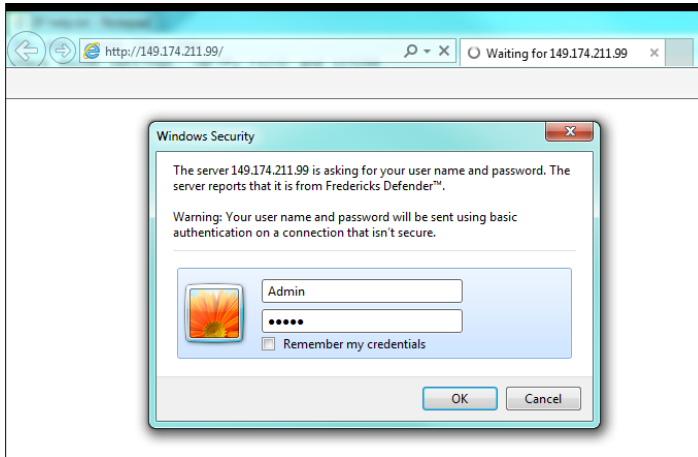 http://149.174.211.99/
Waiting for 149.174.211.99
Windows Security
The server 149.174.211.99 is asking for your user name and password. The
server reports that it is from Fredericks Defender™.
Warning: Your user name and password will be sent using basic
authentication on a connection that isn't secure.
Admin
•••••
Remember my credentials
OK
Cancel